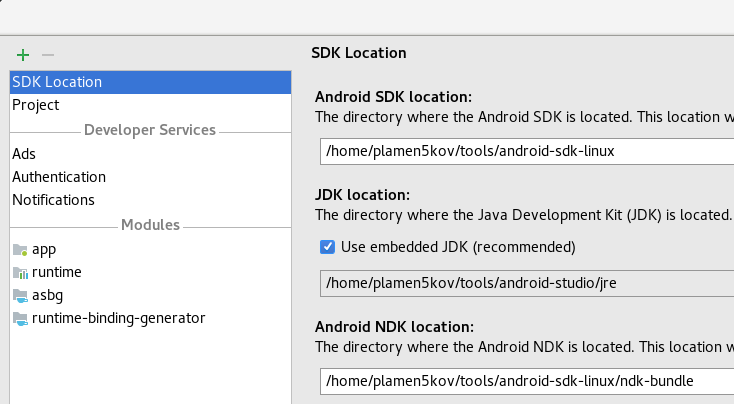 SDK Location
Project
Developer Services
Ads
Authentication
Notifications
Modules
app
runtime
asbg
runtime-binding-generator
SDK Location
Android SDK location:
The directory where the Android SDK is located. This location
/home/plamen5kov/tools/android-sdk-linux
JDK location:
The directory where the Java Development Kit (JDK) is located.
Use embedded JDK (recommended)
/home/plamen5kov/tools/android-studio/jre
Android NDK location:
The directory where the Android NDK is located. This location
/home/plamen5kov/tools/android-sdk-linux/ndk-bundle